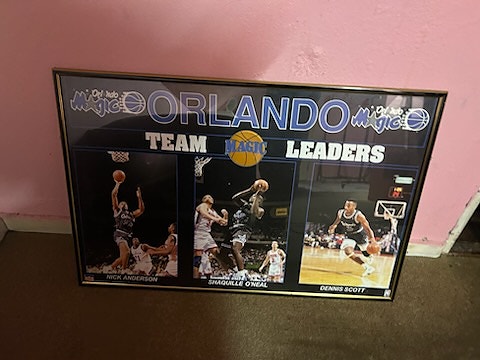 Orlando Magic ORLANDO Orlando Magic
TEAM MAGIC LEADERS
NICK ANDERSON
SHAQUILLE O'NEAL
DENNIS SCOTT